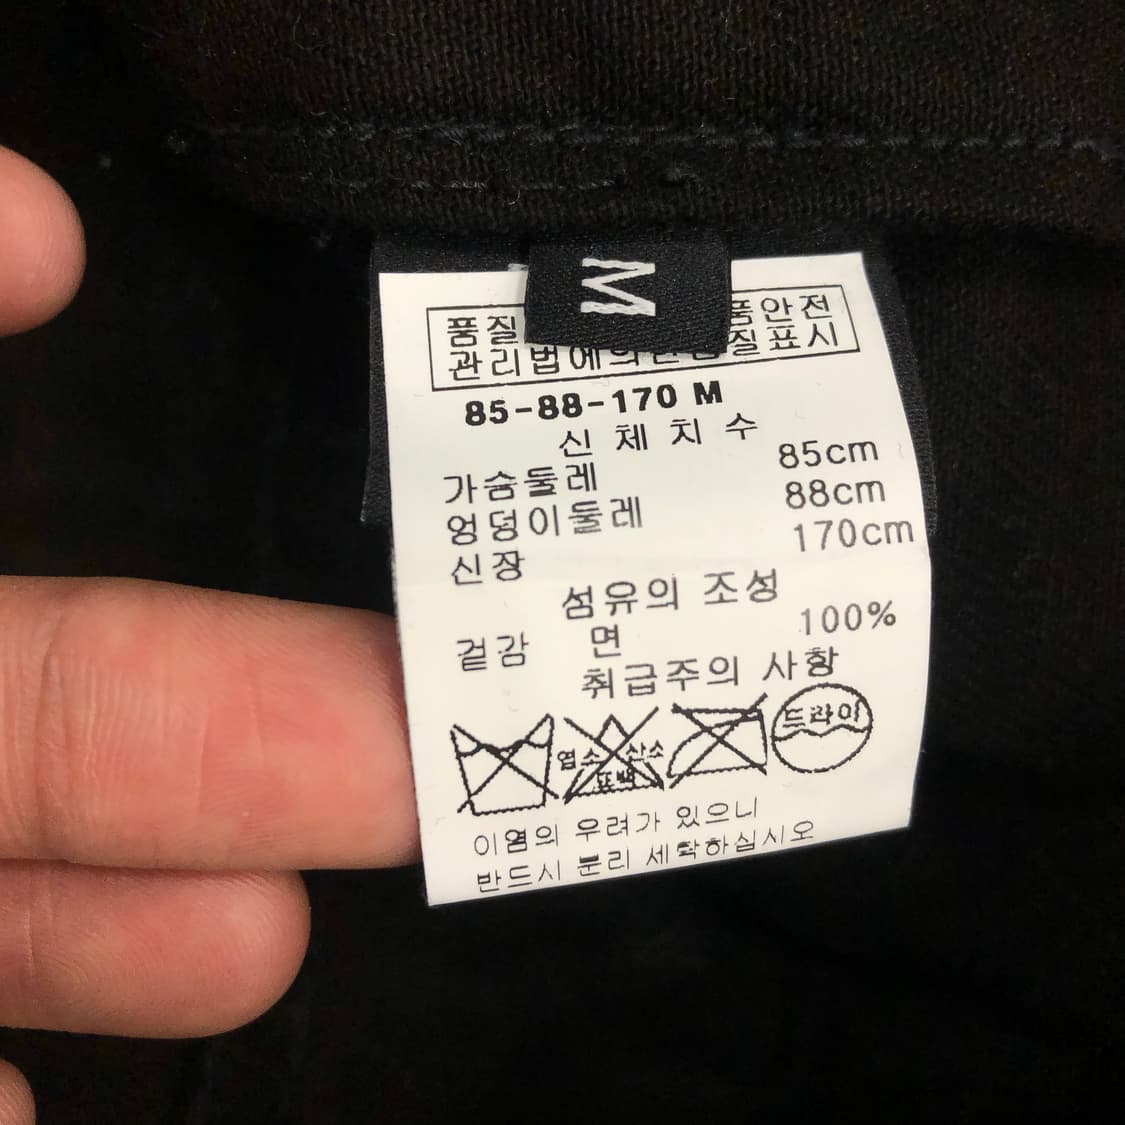 M
품질 품안전
관리법에의 질표시
85-88-170 M
신 체 치 수
가슴둘레 85cm
엉덩이둘레 88cm
신장 170cm
섬유의 조성
겉감 면 100%
취급주의 사항
염소 산소 드라이
표백
이염의 우려가 있으니
반드시 분리 세탁하십시오